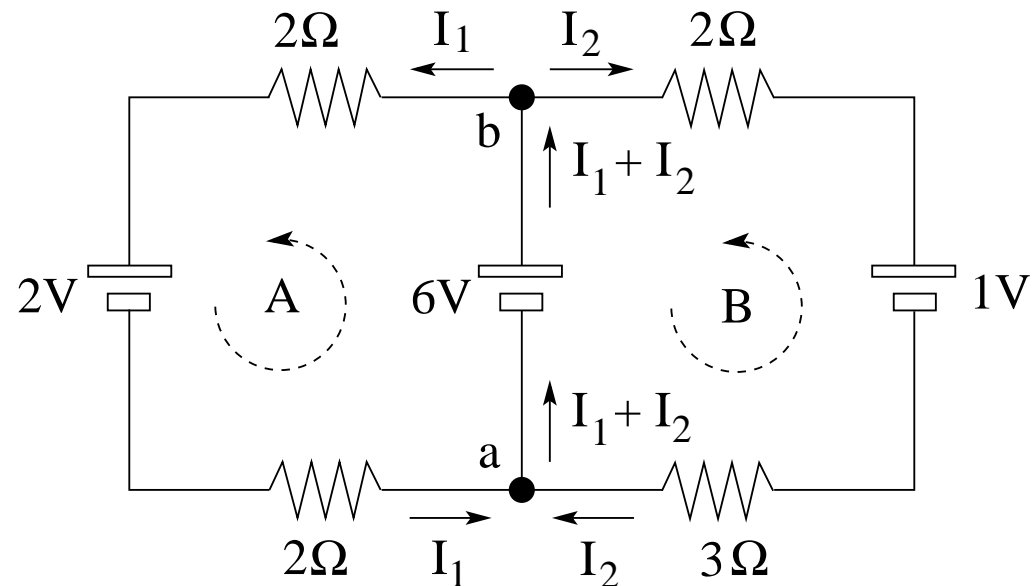 2Ω I₁ I₂ 2Ω
b
I₁ + I₂
2V A 6V B 1V
I₁ + I₂
a
2Ω I₁ I₂ 3Ω